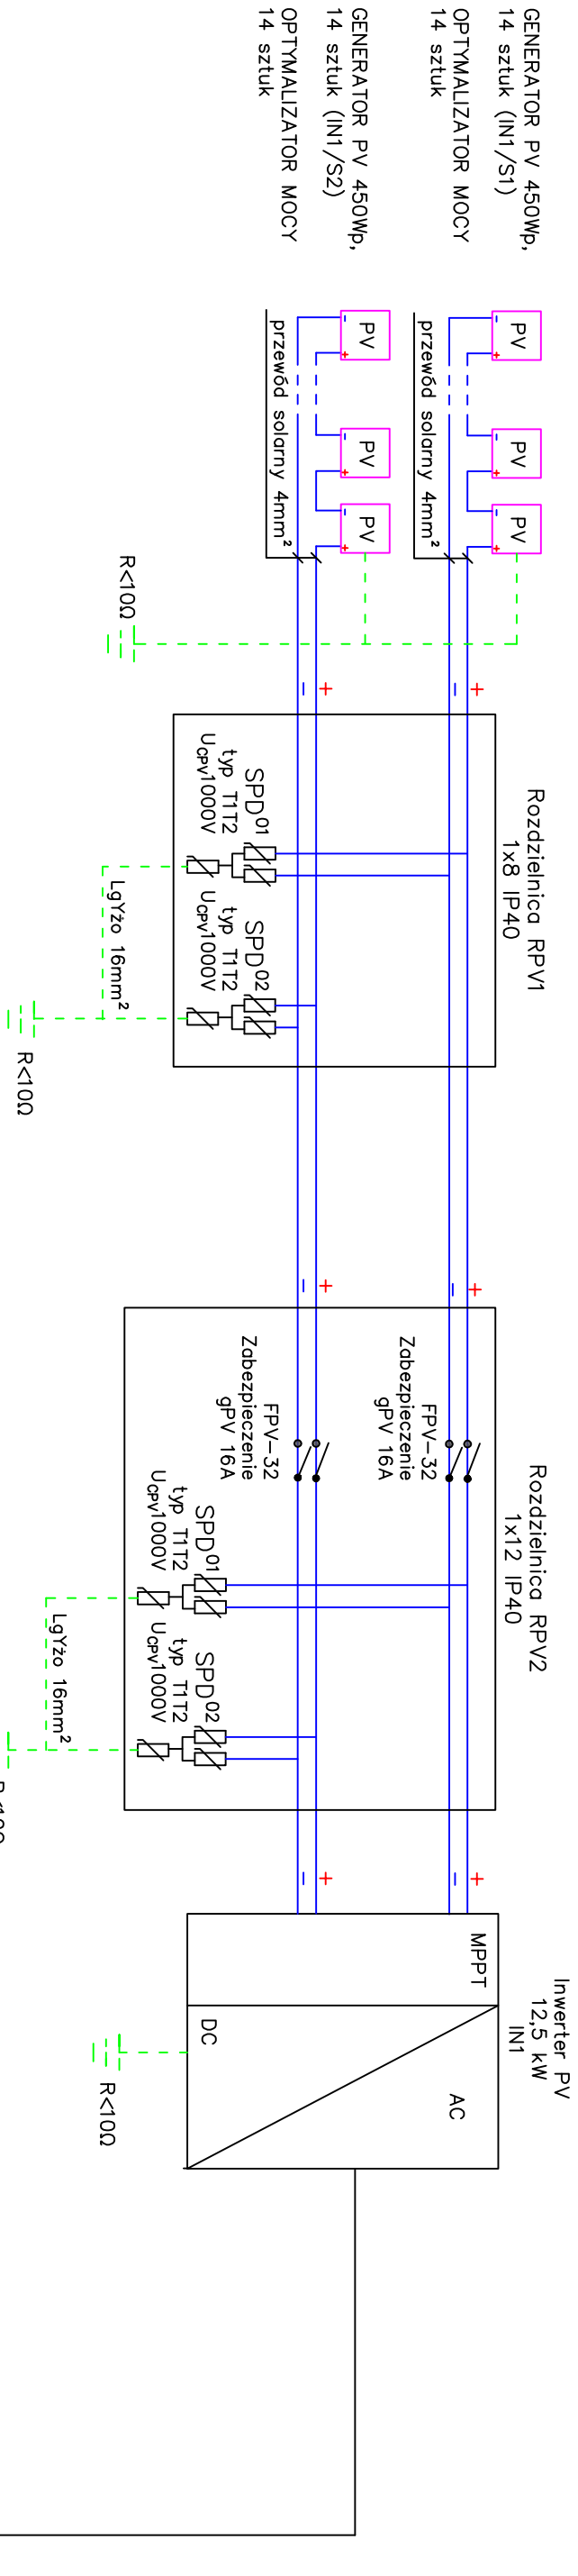 GENERATOR PV 450Wp,
14 sztuk (IN1/S1)
OPTYMALIZATOR MOCY
14 sztuk
GENERATOR PV 450Wp,
14 sztuk (IN1/S2)
OPTYMALIZATOR MOCY
14 sztuk
PV
- +
PV
- +
PV
- +
przewód solarny 4mm²
PV
- +
PV
- +
PV
- +
przewód solarny 4mm²
R<10Ω
+
-
+
-
Rozdzielnica RPV1
1x8 IP40
SPD01
typ T1T2
UCPV1000V
SPD02
typ T1T2
UCPV1000V
LgYżo 16mm²
R<10Ω
+
-
+
-
Rozdzielnica RPV2
1x12 IP40
FPV-32
Zabezpieczenie
gPV 16A
FPV-32
Zabezpieczenie
gPV 16A
SPD01
typ T1T2
UCPV1000V
SPD02
typ T1T2
UCPV1000V
LgYżo 16mm²
+
-
+
-
Inwerter PV
12,5 kW
IN1
MPPT
DC
AC
R<10Ω